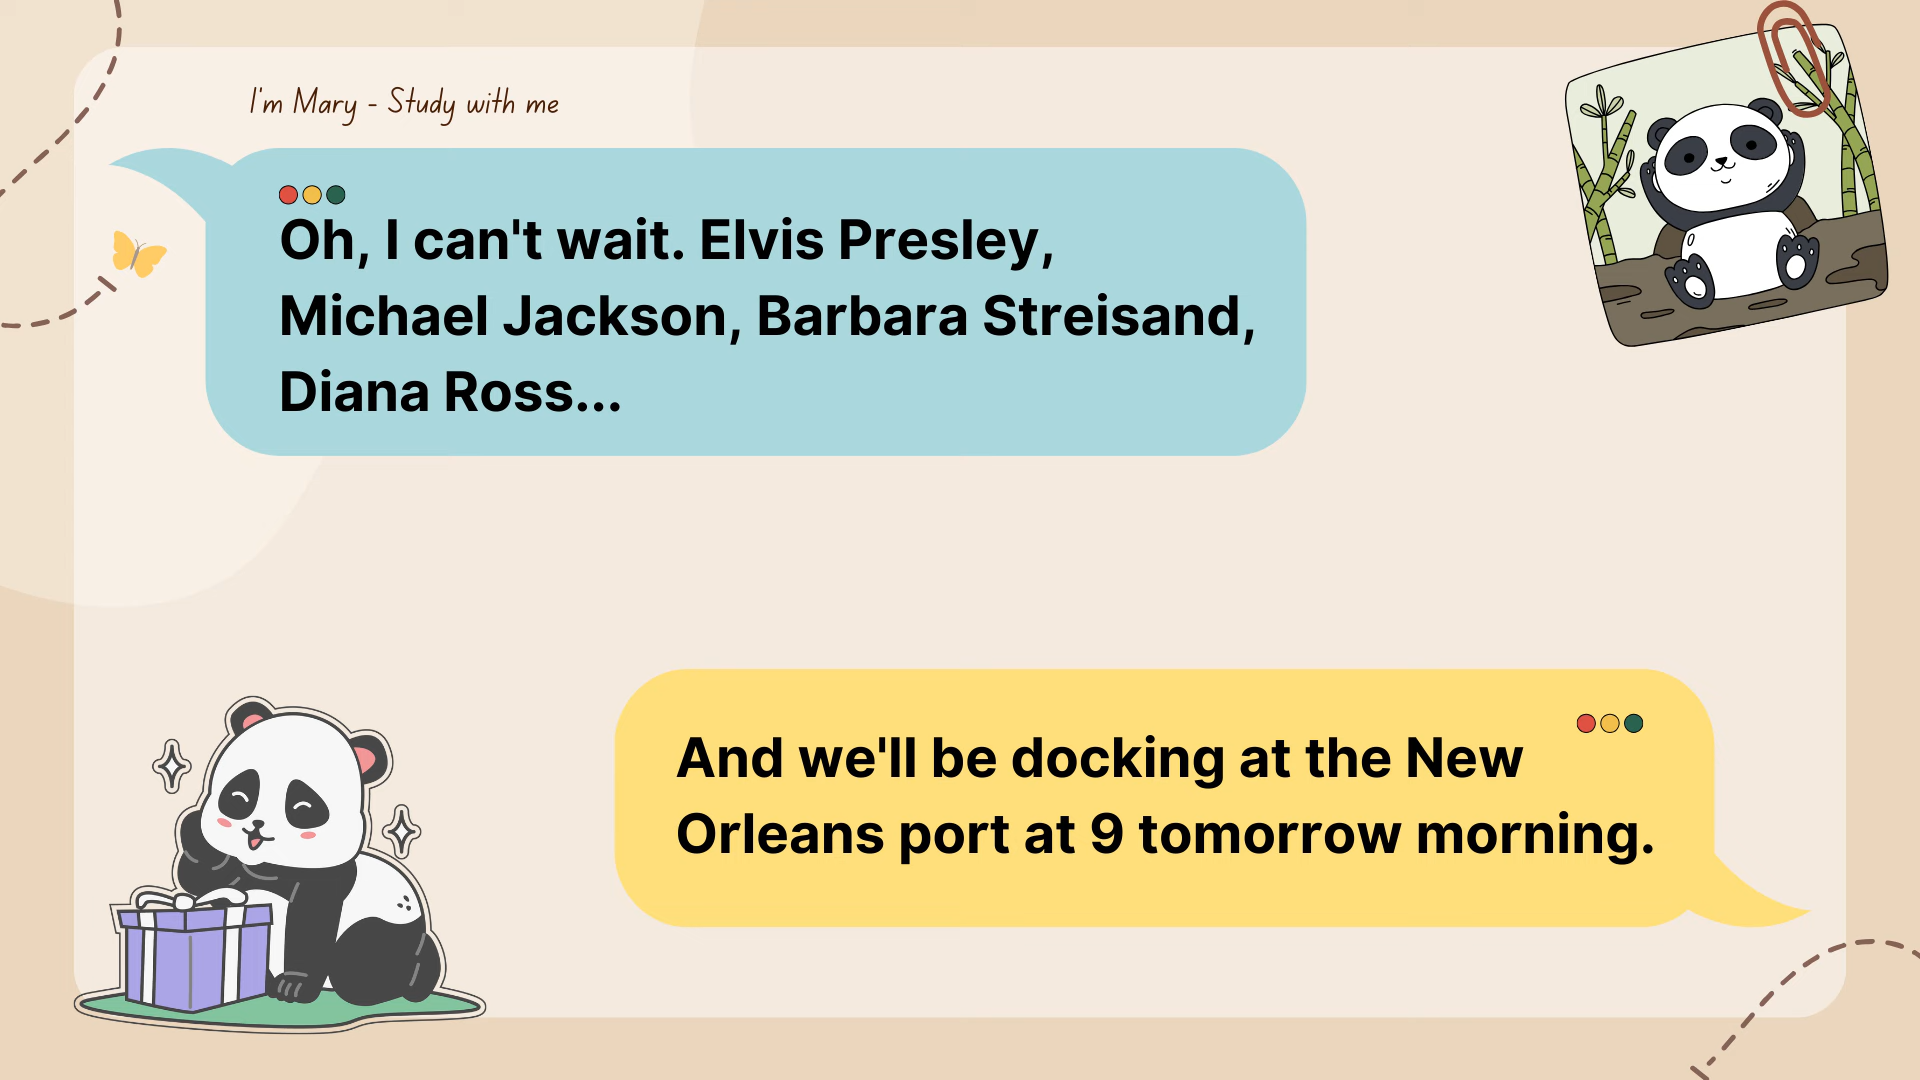 I'm Mary - Study with me
Oh, I can't wait. Elvis Presley,
Michael Jackson, Barbara Streisand,
Diana Ross...
And we'll be docking at the New
Orleans port at 9 tomorrow morning.